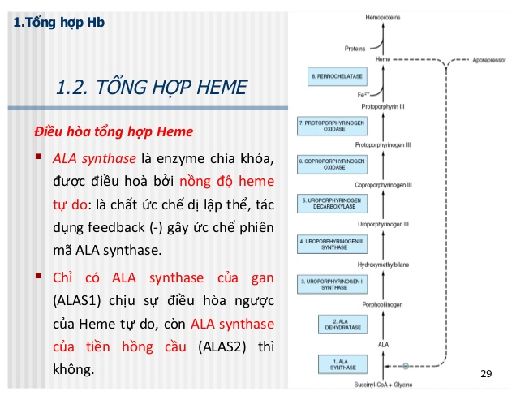 1.Tổng hợp Hb
1.2. TỔNG HỢP HEME
Điều hòa tổng hợp Heme
▪ ALA synthase là enzyme chìa khóa,
được điều hoà bởi nồng độ heme
tự do: là chất ức chế dị lập thể, tác
dụng feedback (-) gây ức chế phiên
mã ALA synthase.
▪ Chỉ có ALA synthase của gan
(ALAS1) chịu sự điều hòa ngược
của Heme tự do, còn ALA synthase
của tiền hồng cầu (ALAS2) thì
không.
Hemoproteins
Proteins
Heme
Aporepressor
8. FERROCHELATASE
Fe2+
Protoporphyrin III
7. PROTOPORPHYRINOGEN
OXIDASE
Protoporphyrinogen III
6. COPROPORPHYRINOGEN
OXIDASE
Coproporphyrinogen III
5. UROPORPHYRINOGEN
DECARBOXYLASE
Uroporphyrinogen III
4. UROPORPHYRINOGEN III
SYNTHASE
Hydroxymethylbilane
3. UROPORPHYRINOGEN I
SYNTHASE
Porphobilinogen
2. ALA
DEHYDRATASE
ALA
1. ALA
SYNTHASE
29
Succinyl-CoA + Glycine